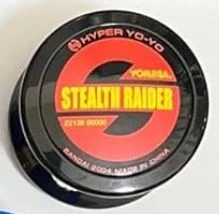 HYPER YO-YO
YOMEGA.
STEALTH RAIDER
BANDAI 2004 MADE IN CHINA